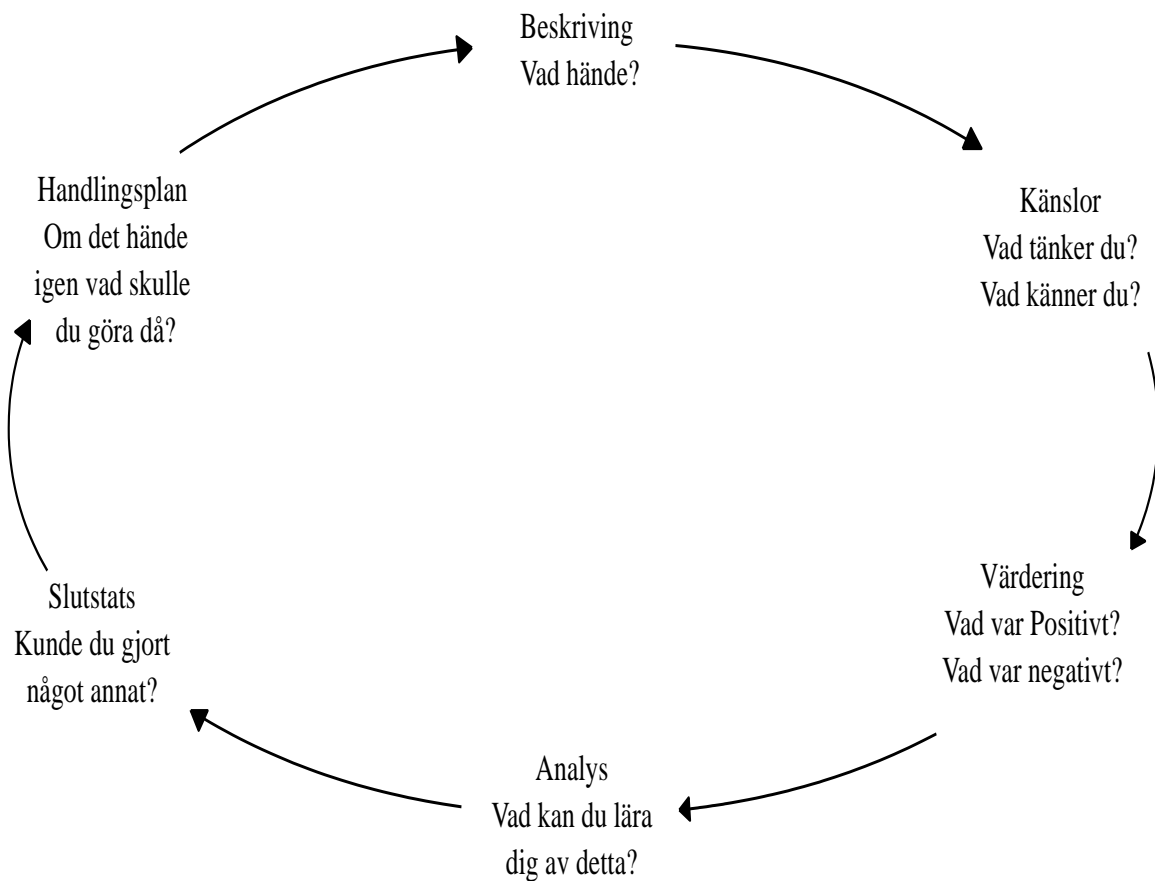 Beskriving
Vad hände?
Känslor
Vad tänker du?
Vad känner du?
Värdering
Vad var Positivt?
Vad var negativt?
Analys
Vad kan du lära
dig av detta?
Slutstats
Kunde du gjort
något annat?
Handlingsplan
Om det hände
igen vad skulle
du göra då?